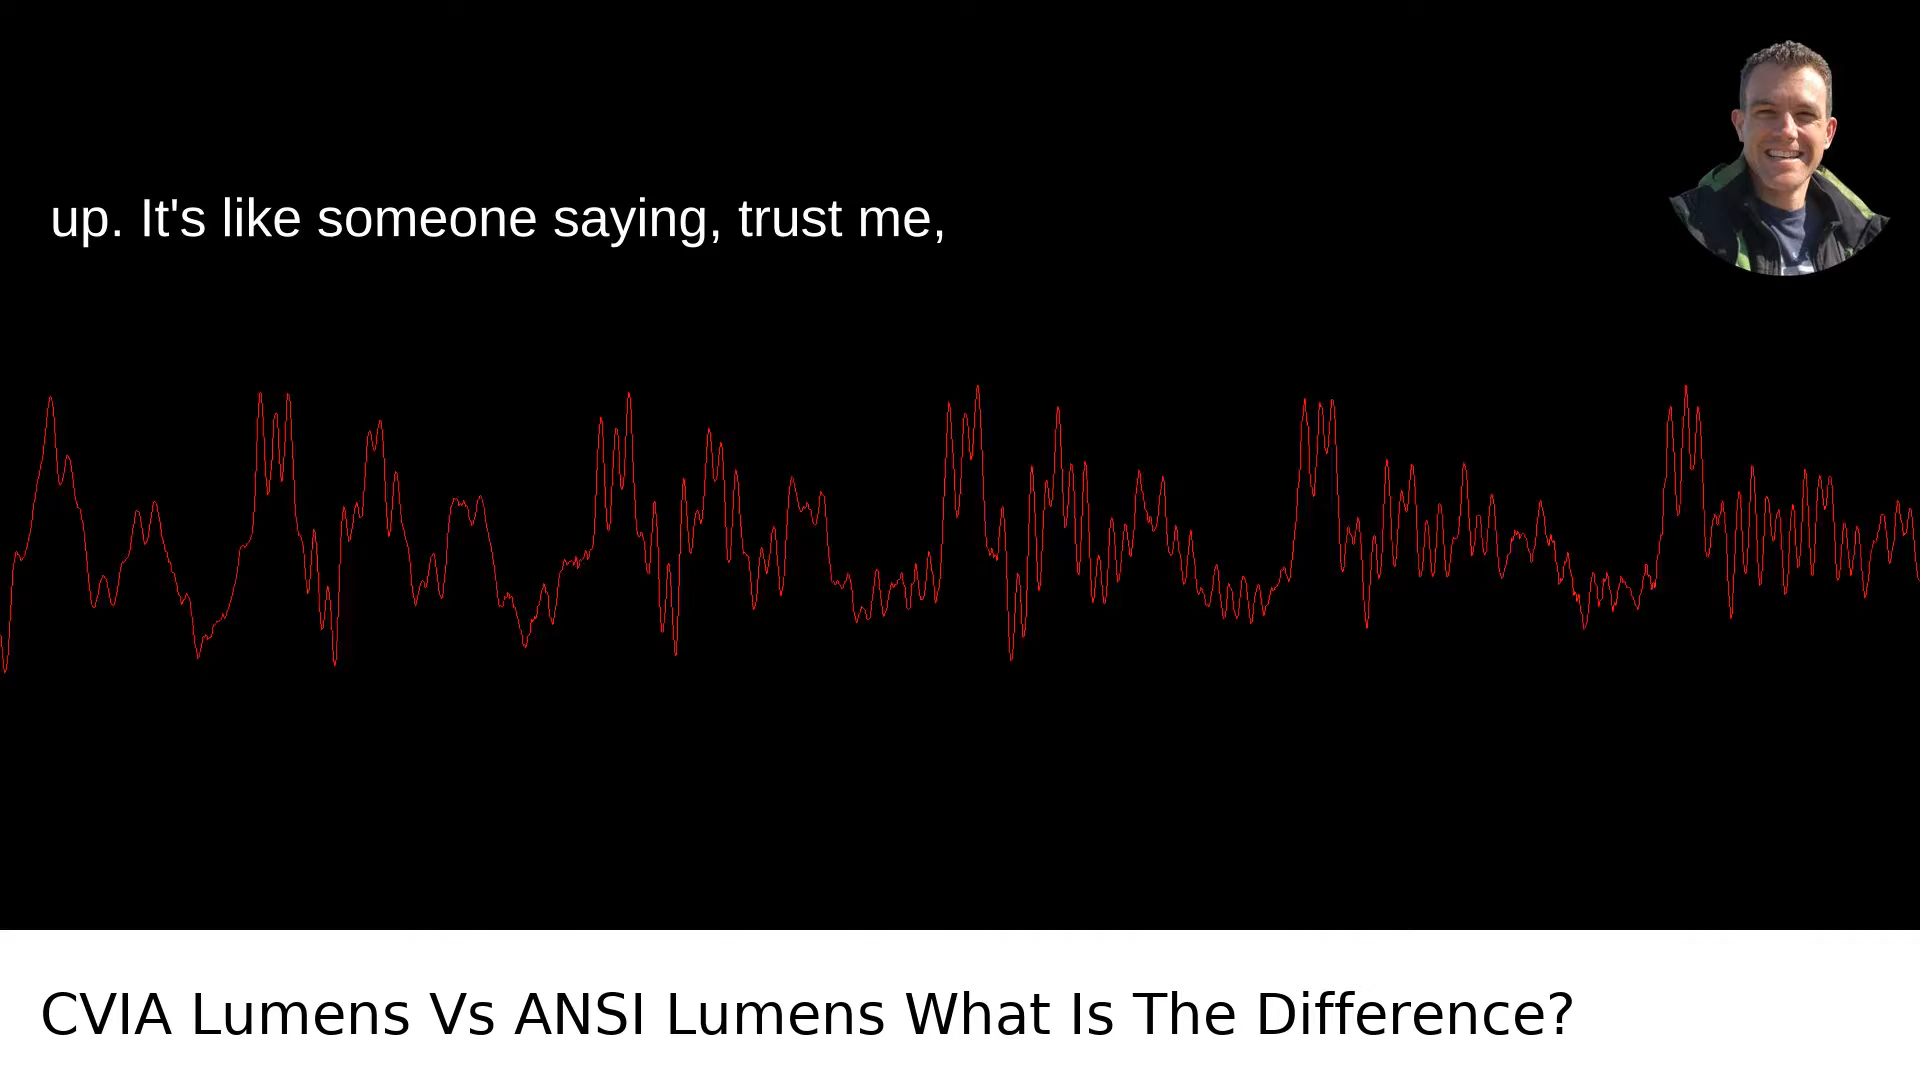 up. It's like someone saying, trust me,
CVIA Lumens Vs ANSI Lumens What Is The Difference?